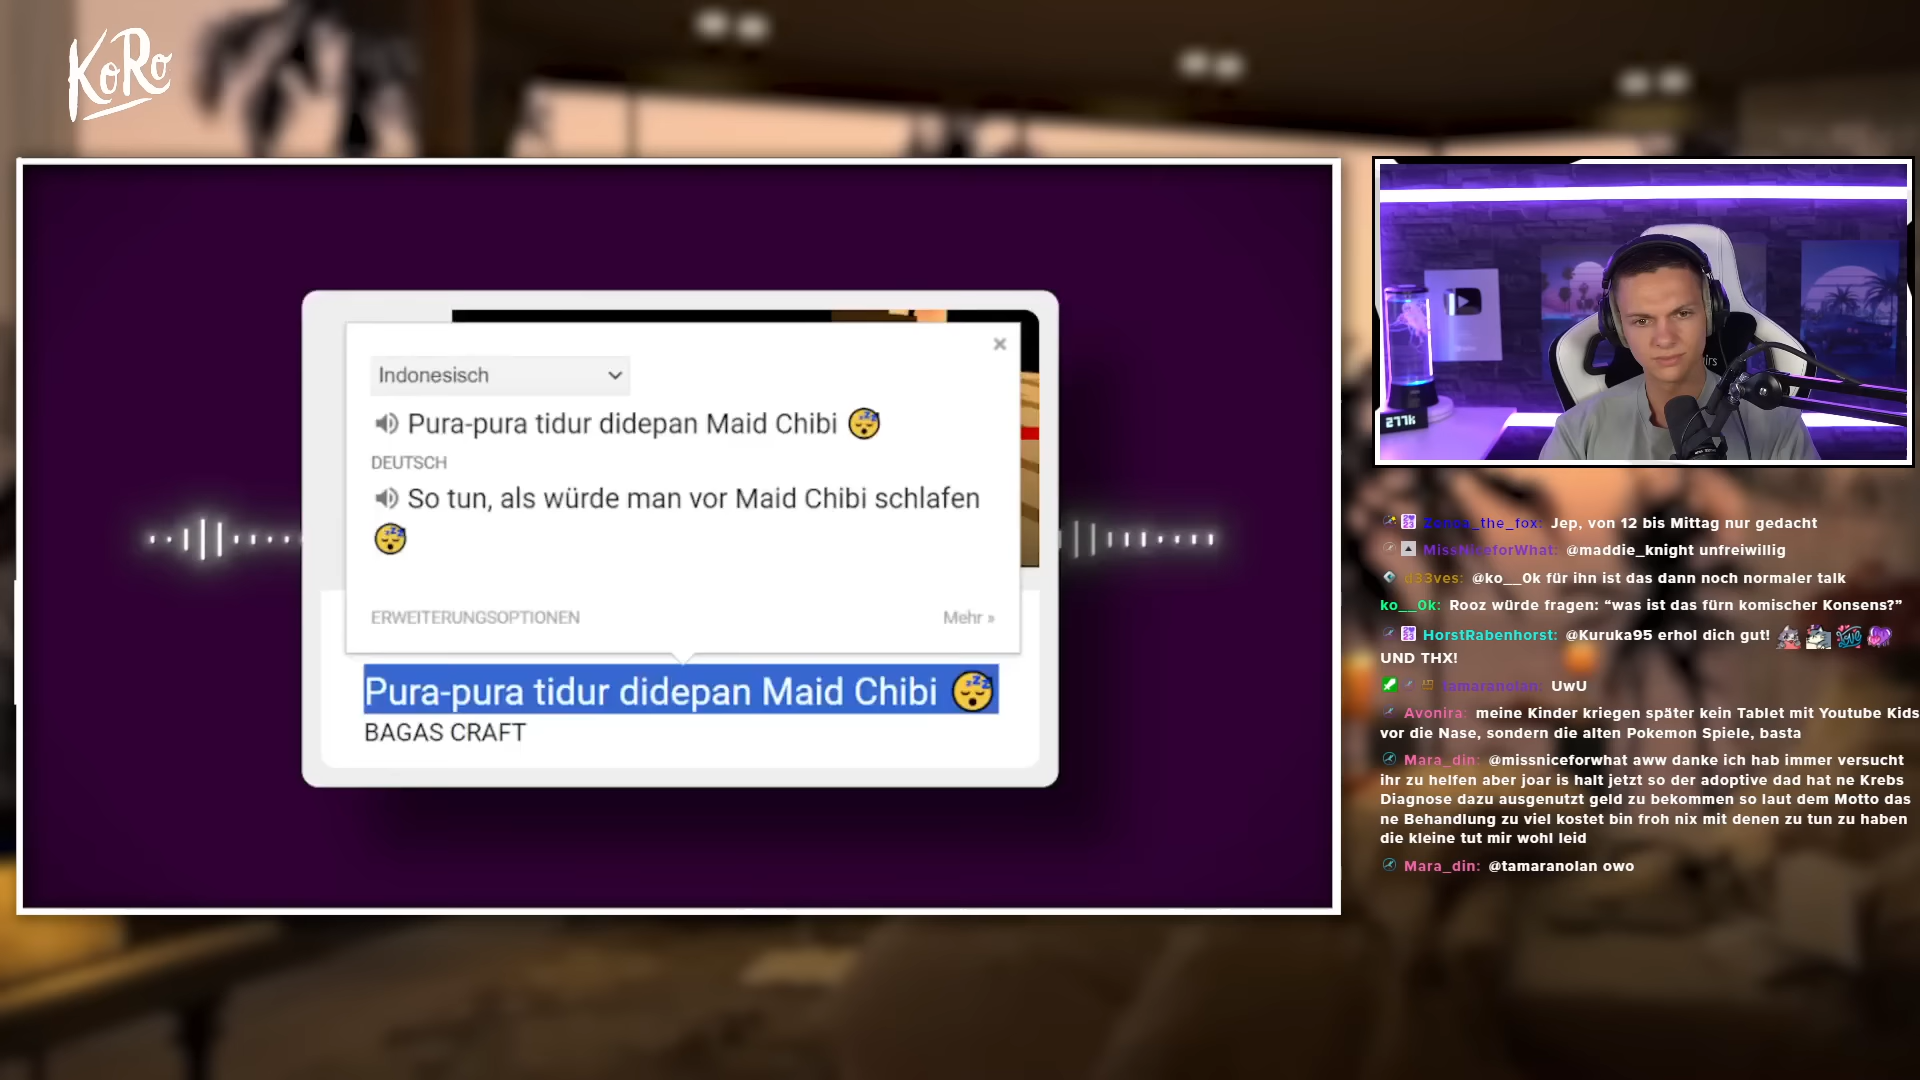 KoRo
Indonesisch
Pura-pura tidur didepan Maid Chibi 😴
DEUTSCH
So tun, als würde man vor Maid Chibi schlafen
😴
ERWEITERUNGSOPTIONEN
Mehr »
Pura-pura tidur didepan Maid Chibi 😴
BAGAS CRAFT
277k
_the_fox: Jep, von 12 bis Mittag nur gedacht
MissNiceforWhat: @maddie_knight unfreiwillig
d33ves: @ko__0k für ihn ist das dann noch normaler talk
ko__0k: Rooz würde fragen: “was ist das fürn komischer Konsens?”
HorstRabenhorst: @Kuruka95 erhol dich gut!
UND THX!
tamaranolan: UwU
Avonira: meine Kinder kriegen später kein Tablet mit Youtube Kids
vor die Nase, sondern die alten Pokemon Spiele, basta
Mara_din: @missniceforwhat aww danke ich hab immer versucht
ihr zu helfen aber joar is halt jetzt so der adoptive dad hat ne Krebs
Diagnose dazu ausgenutzt geld zu bekommen so laut dem Motto das
ne Behandlung zu viel kostet bin froh nix mit denen zu tun zu haben
die kleine tut mir wohl leid
Mara_din: @tamaranolan owo